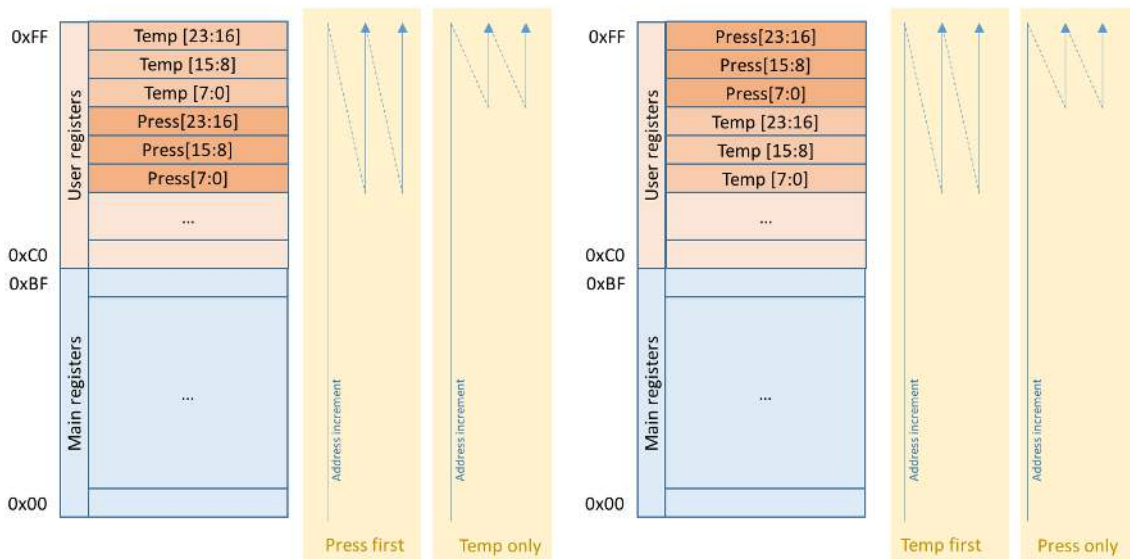 0xFF
User registers
Temp [23:16]
Temp [15:8]
Temp [7:0]
Press[23:16]
Press[15:8]
Press[7:0]
...
0xC0
0xBF
Main registers
...
0x00
Address increment
Press first
Address increment
Temp only
0xFF
User registers
Press[23:16]
Press[15:8]
Press[7:0]
Temp [23:16]
Temp [15:8]
Temp [7:0]
...
0xC0
0xBF
Main registers
...
0x00
Address increment
Temp first
Address increment
Press only